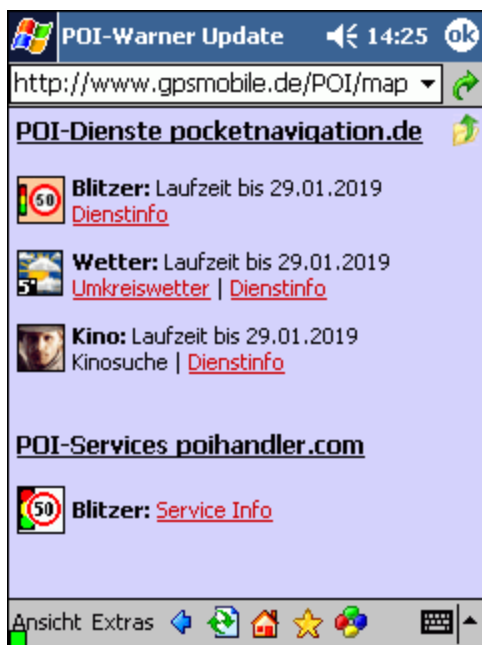 POI-Warner Update 14:25 ok
http://www.gpsmobile.de/POI/map
POI-Dienste pocketnavigation.de
50 Blitzer: Laufzeit bis 29.01.2019
Dienstinfo
Wetter: Laufzeit bis 29.01.2019
5° Umkreiswetter | Dienstinfo
Kino: Laufzeit bis 29.01.2019
Kinosuche | Dienstinfo
POI-Services poihandler.com
50 Blitzer: Service Info
Ansicht Extras